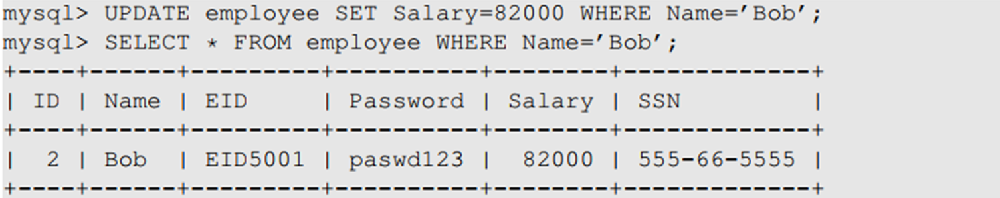 mysql> UPDATE employee SET Salary=82000 WHERE Name=’Bob’;
mysql> SELECT * FROM employee WHERE Name=’Bob’;
+----+------+---------+----------+--------+-------------+
| ID | Name | EID     | Password | Salary | SSN         |
+----+------+---------+----------+--------+-------------+
|  2 | Bob  | EID5001 | paswd123 |  82000 | 555-66-5555 |
+----+------+---------+----------+--------+-------------+